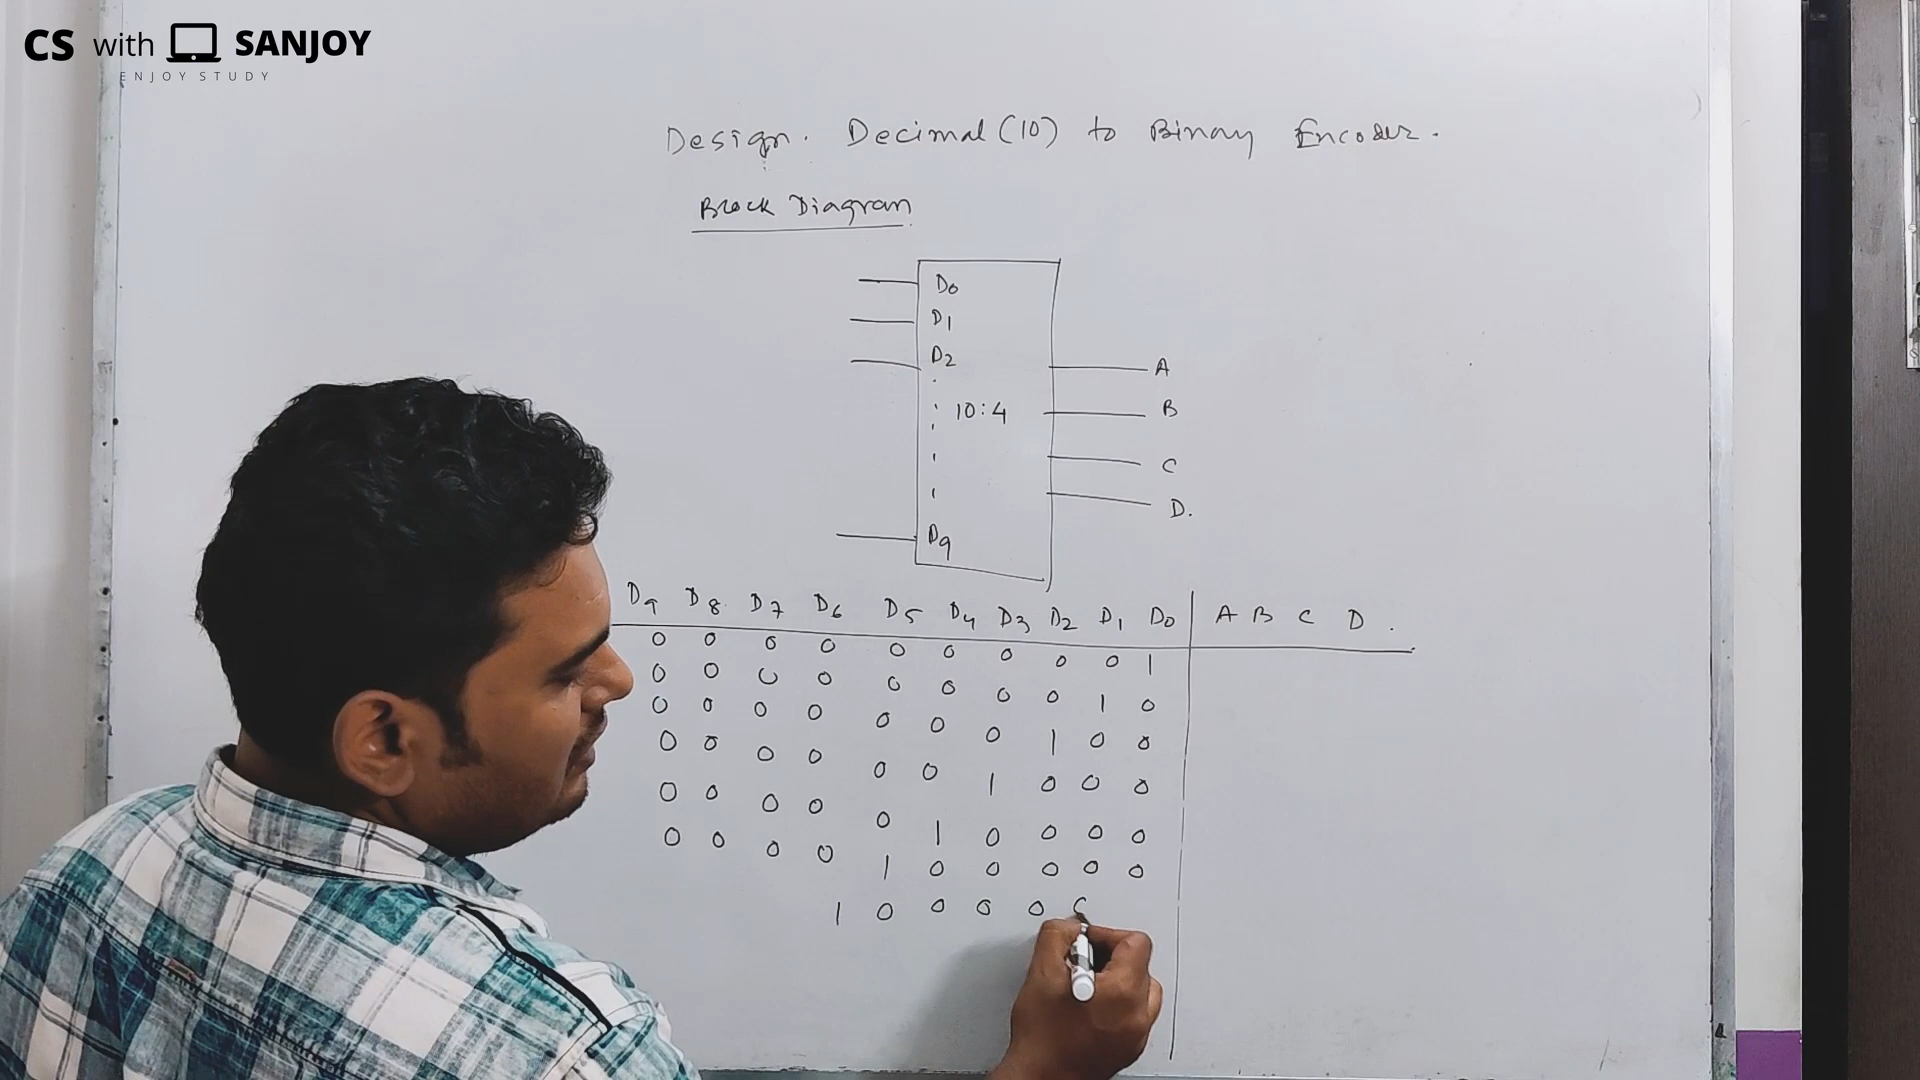 CS with SANJOY
ENJOY STUDY
Design. Decimal (10) to Binary Encoder.
Block Diagram
D0
D1
D2
A
10:4
B
C
D.
D9
D9 D8 D7 D6 D5 D4 D3 D2 D1 D0 A B C D .
0 0 0 0 0 0 0 0 0 1
0 0 0 0 0 0 0 0 1 0
0 0 0 0 0 0 0 1 0 0
0 0 0 0 0 0 1 0 0 0
0 0 0 0 0 1 0 0 0 0
0 0 0 0 1 0 0 0 0 0
1 0 0 0 0